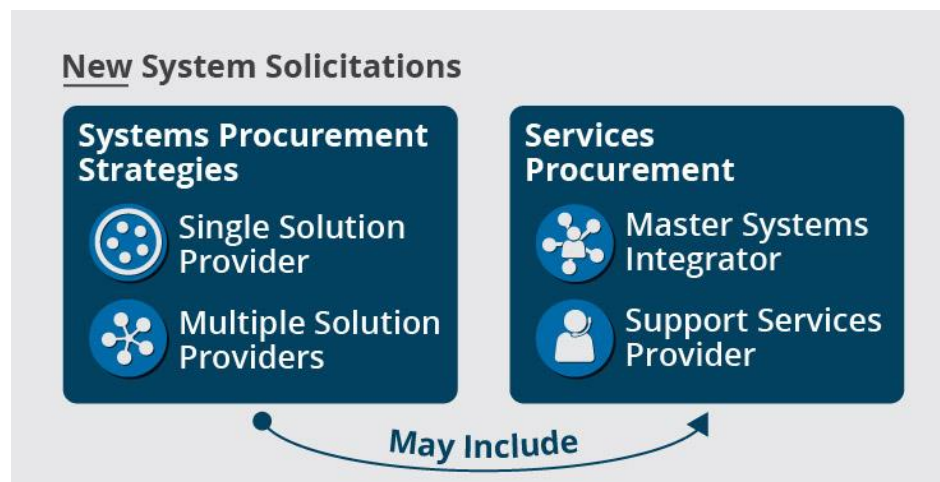 New System Solicitations
Systems Procurement
Strategies
Single Solution
Provider
Multiple Solution
Providers
Services
Procurement
Master Systems
Integrator
Support Services
Provider
May Include